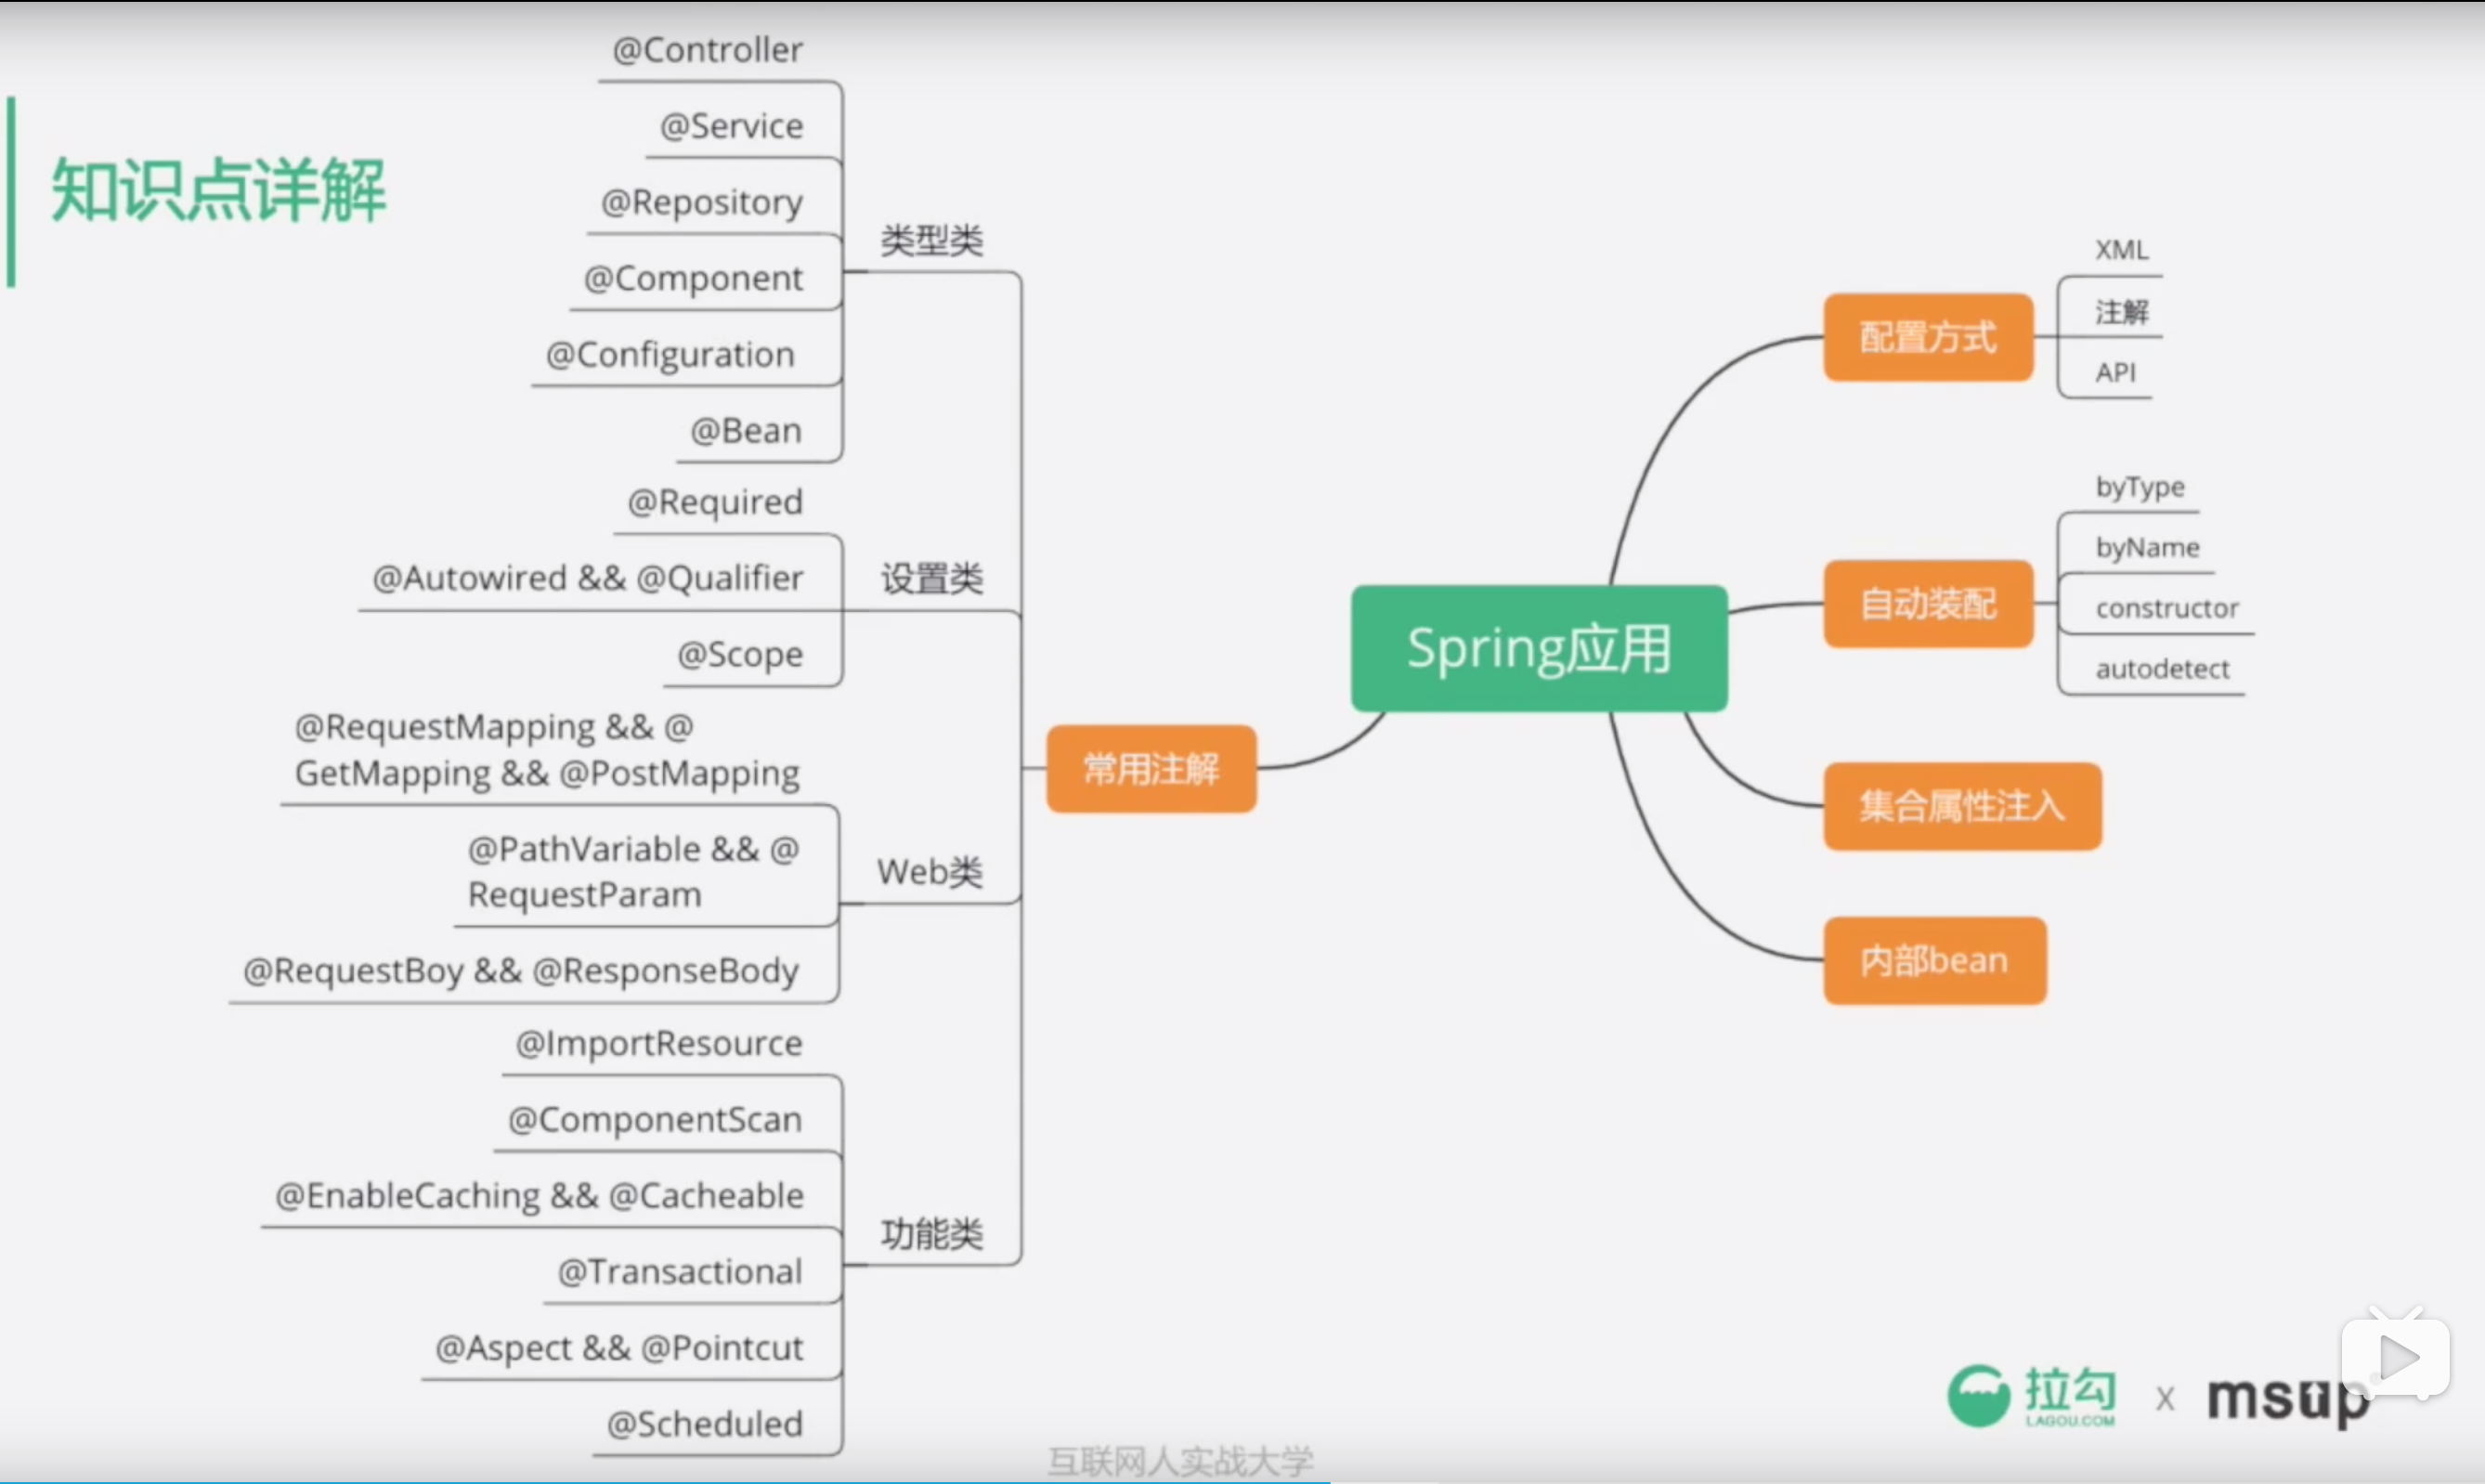 知识点详解
@Controller
@Service
@Repository
@Component
@Configuration
@Bean
类型类
@Required
@Autowired && @Qualifier
@Scope
设置类
@RequestMapping && @
GetMapping && @PostMapping
@PathVariable && @
RequestParam
@RequestBoy && @ResponseBody
Web类
@ImportResource
@ComponentScan
@EnableCaching && @Cacheable
@Transactional
@Aspect && @Pointcut
@Scheduled
功能类
常用注解
Spring应用
配置方式
XML
注解
API
自动装配
byType
byName
constructor
autodetect
集合属性注入
内部bean
拉勾
LAGOU.COM
X
msup
互联网人实战大学